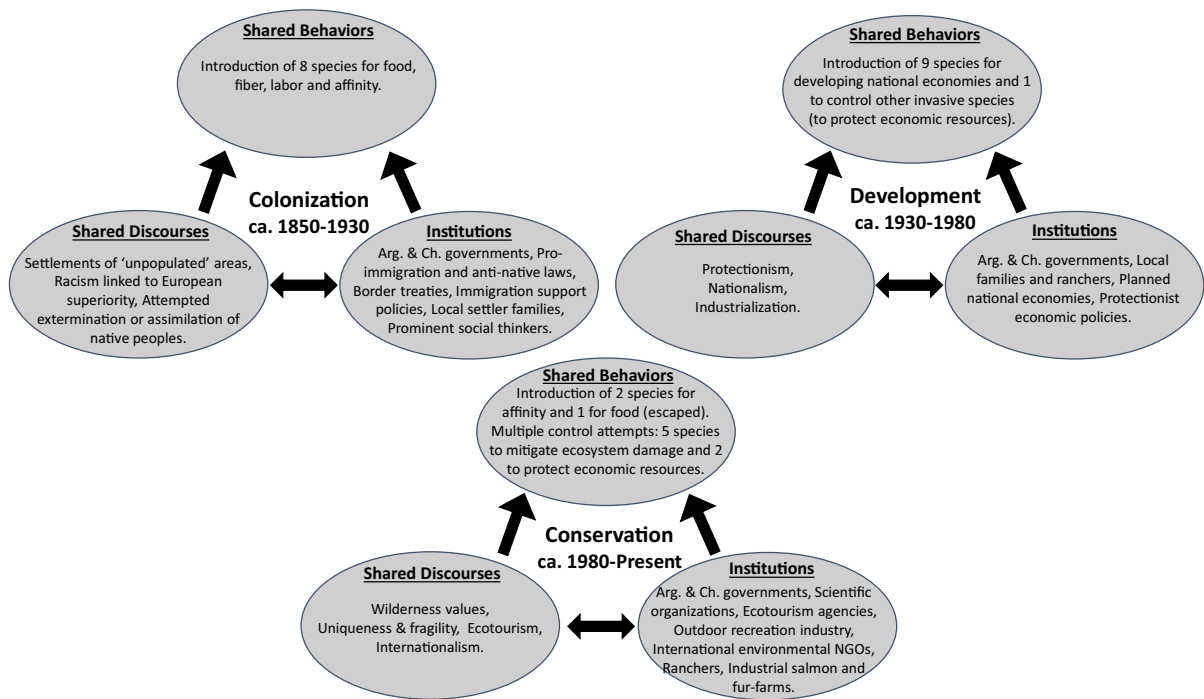 Shared Behaviors
Introduction of 8 species for food,
fiber, labor and affinity.
Colonization
ca. 1850-1930
Shared Discourses
Settlements of ‘unpopulated’ areas,
Racism linked to European
superiority, Attempted
extermination or assimilation of
native peoples.
Institutions
Arg. & Ch. governments, Pro-
immigration and anti-native laws,
Border treaties, Immigration support
policies, Local settler families,
Prominent social thinkers.
Shared Behaviors
Introduction of 9 species for
developing national economies and 1
to control other invasive species
(to protect economic resources).
Development
ca. 1930-1980
Shared Discourses
Protectionism,
Nationalism,
Industrialization.
Institutions
Arg. & Ch. governments, Local
families and ranchers, Planned
national economies, Protectionist
economic policies.
Shared Behaviors
Introduction of 2 species for
affinity and 1 for food (escaped).
Multiple control attempts: 5 species
to mitigate ecosystem damage and 2
to protect economic resources.
Conservation
ca. 1980-Present
Shared Discourses
Wilderness values,
Uniqueness & fragility, Ecotourism,
Internationalism.
Institutions
Arg. & Ch. governments, Scientific
organizations, Ecotourism agencies,
Outdoor recreation industry,
International environmental NGOs,
Ranchers, Industrial salmon and
fur-farms.